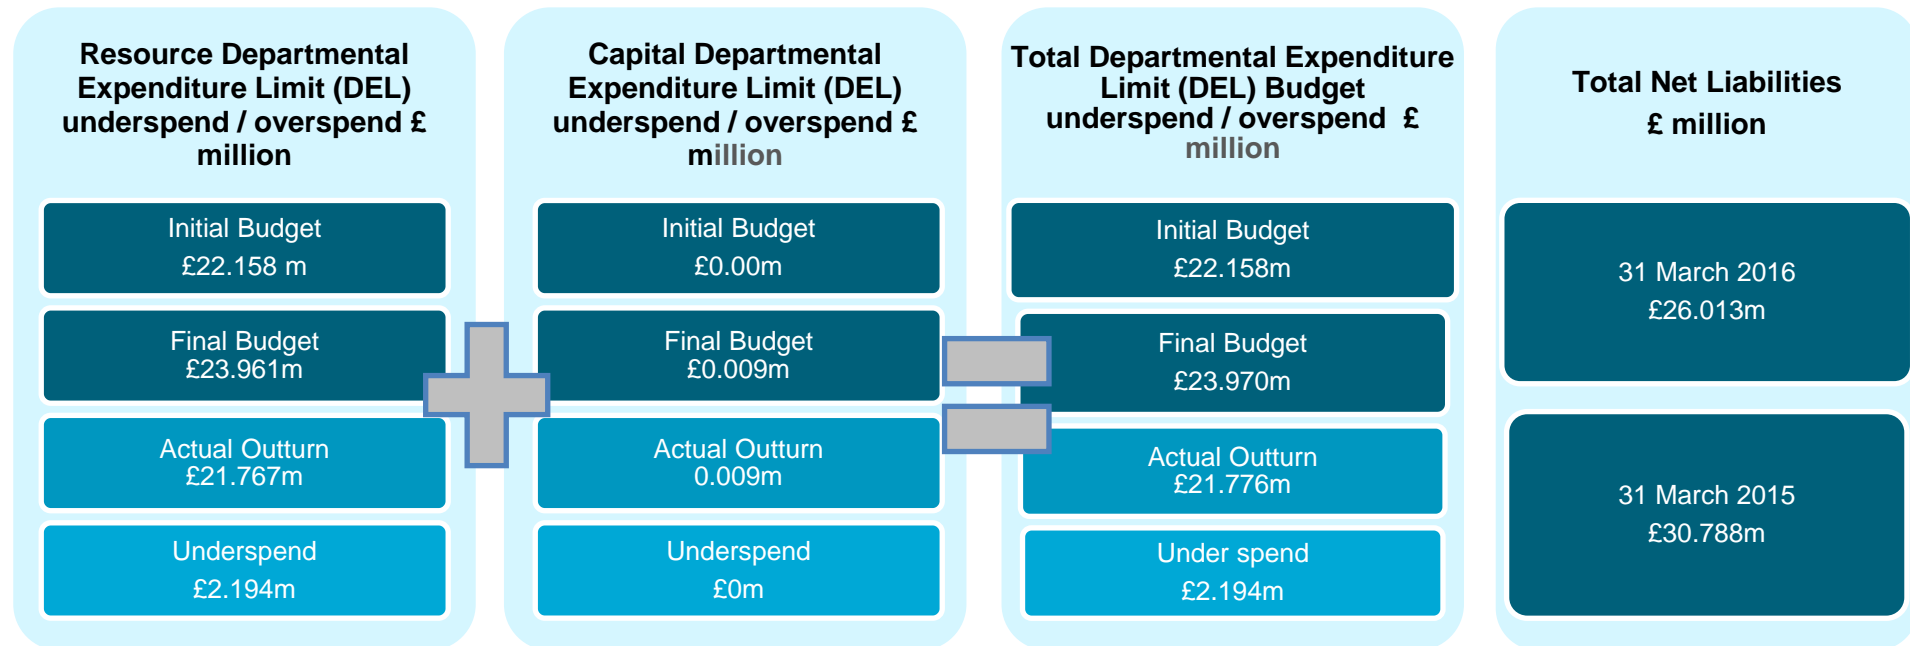 Resource Departmental
Expenditure Limit (DEL)
underspend / overspend £
million
Initial Budget
£22.158 m
Final Budget
£23.961m
Actual Outturn
£21.767m
Underspend
£2.194m
Capital Departmental
Expenditure Limit (DEL)
underspend / overspend £
million
Initial Budget
£0.00m
Final Budget
£0.009m
Actual Outturn
0.009m
Underspend
£0m
Total Departmental Expenditure
Limit (DEL) Budget
underspend / overspend £
million
Initial Budget
£22.158m
Final Budget
£23.970m
Actual Outturn
£21.776m
Under spend
£2.194m
Total Net Liabilities
£ million
31 March 2016
£26.013m
31 March 2015
£30.788m